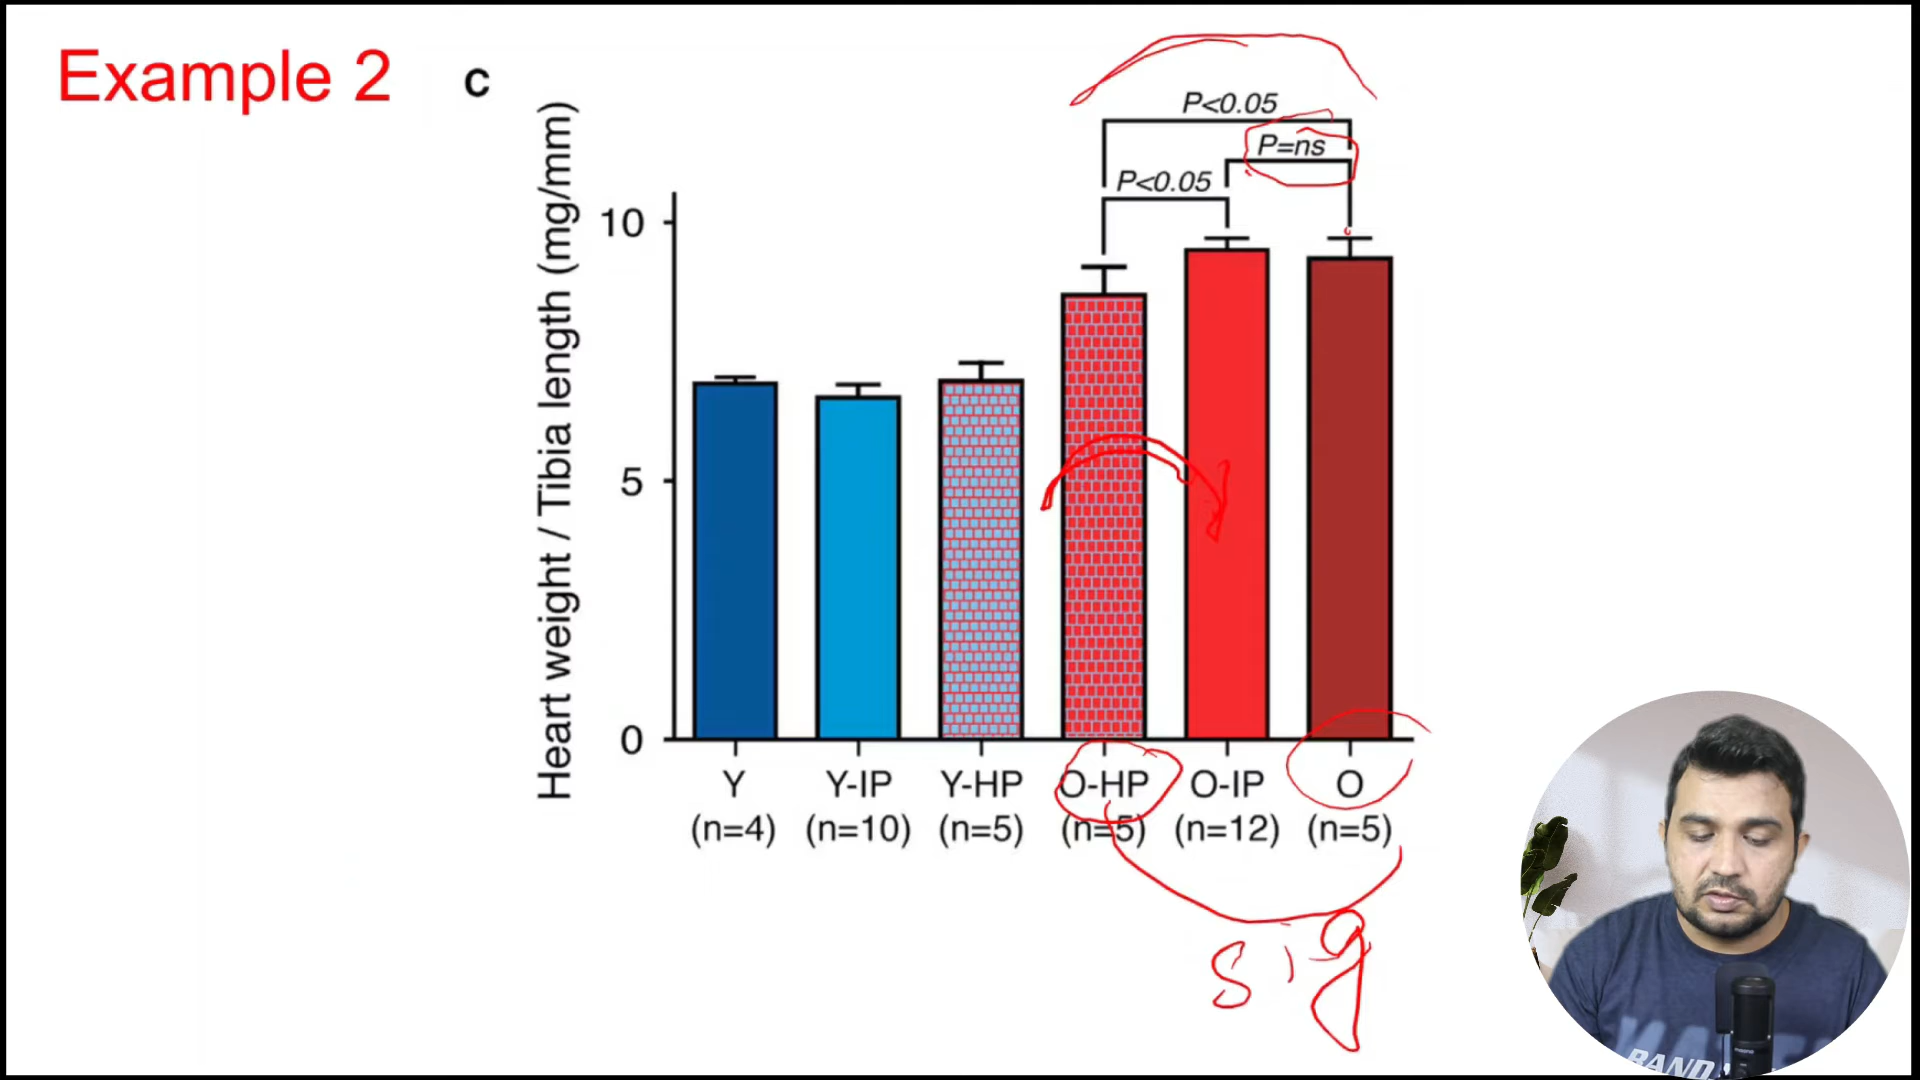 Example 2
c
P<0.05
P=ns
P<0.05
Heart weight / Tibia length (mg/mm)
10
5
0
Y Y-IP Y-HP O-HP O-IP O
(n=4) (n=10) (n=5) (n=5) (n=12) (n=5)
sig